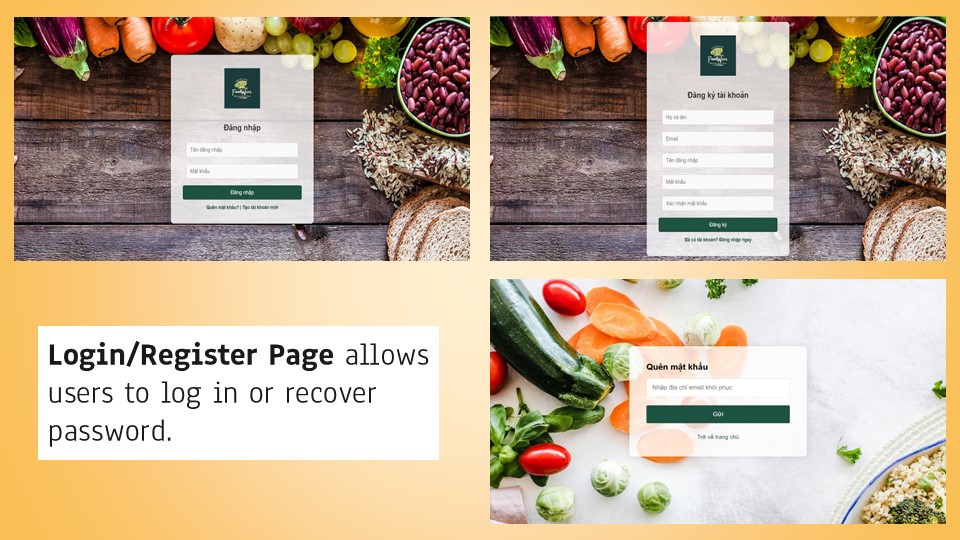 Đăng nhập
Tên đăng nhập
Mật khẩu
Đăng nhập
Quên mật khẩu? | Tạo tài khoản mới
Đăng ký tài khoản
Họ và tên
Email
Tên đăng nhập
Mật khẩu
Xác nhận mật khẩu
Đăng ký
Đã có tài khoản? Đăng nhập ngay
Login/Register Page allows
users to log in or recover
password.
Quên mật khẩu
Nhập địa chỉ email khôi phục
Gửi
Trở về trang chủ